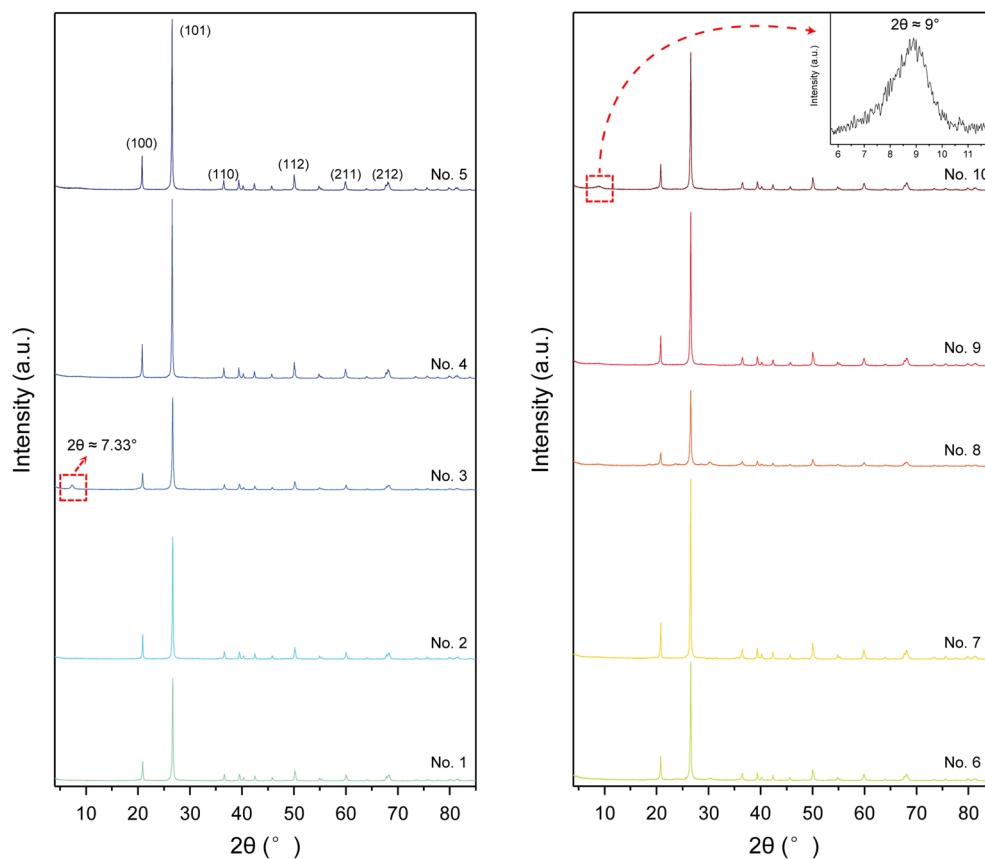 (101)
(100)
(110)
(112)
(211)
(212)
No. 5
No. 4
2θ ≈ 7.33°
No. 3
No. 2
No. 1
Intensity (a.u.)
10 20 30 40 50 60 70 80
2θ (°)
2θ ≈ 9°
Intensity (a.u.)
6 7 8 9 10 11
No. 10
No. 9
No. 8
No. 7
No. 6
Intensity (a.u.)
10 20 30 40 50 60 70 80
2θ (°)